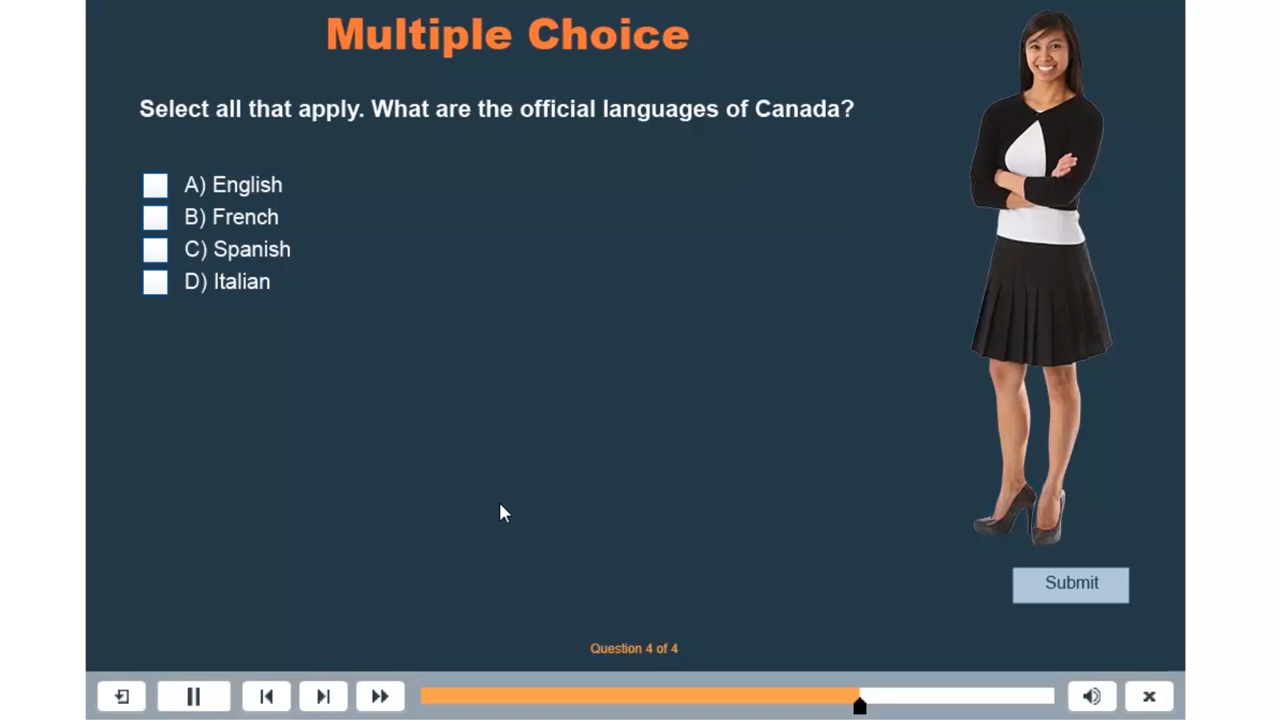 Multiple Choice
Select all that apply. What are the official languages of Canada?
A) English
B) French
C) Spanish
D) Italian
Submit
Question 4 of 4